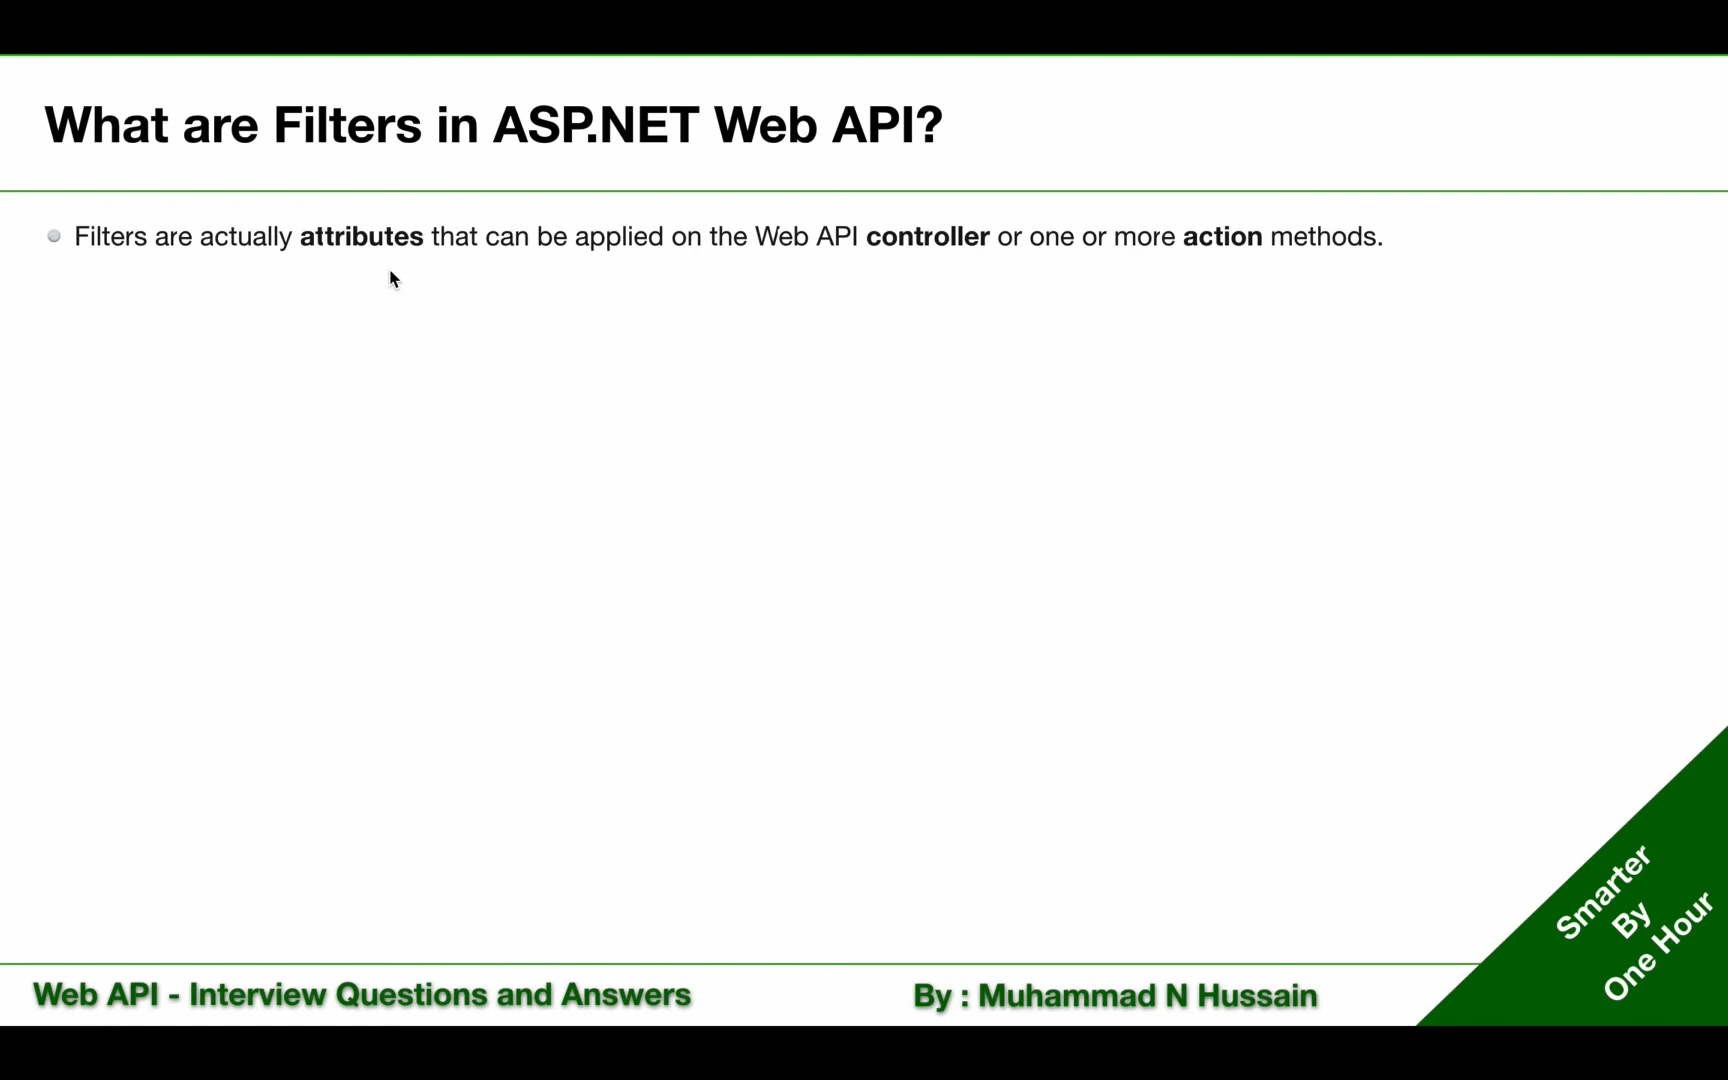 What are Filters in ASP.NET Web API?
Filters are actually attributes that can be applied on the Web API controller or one or more action methods.
Smarter
By
One Hour
Web API - Interview Questions and Answers
By : Muhammad N Hussain